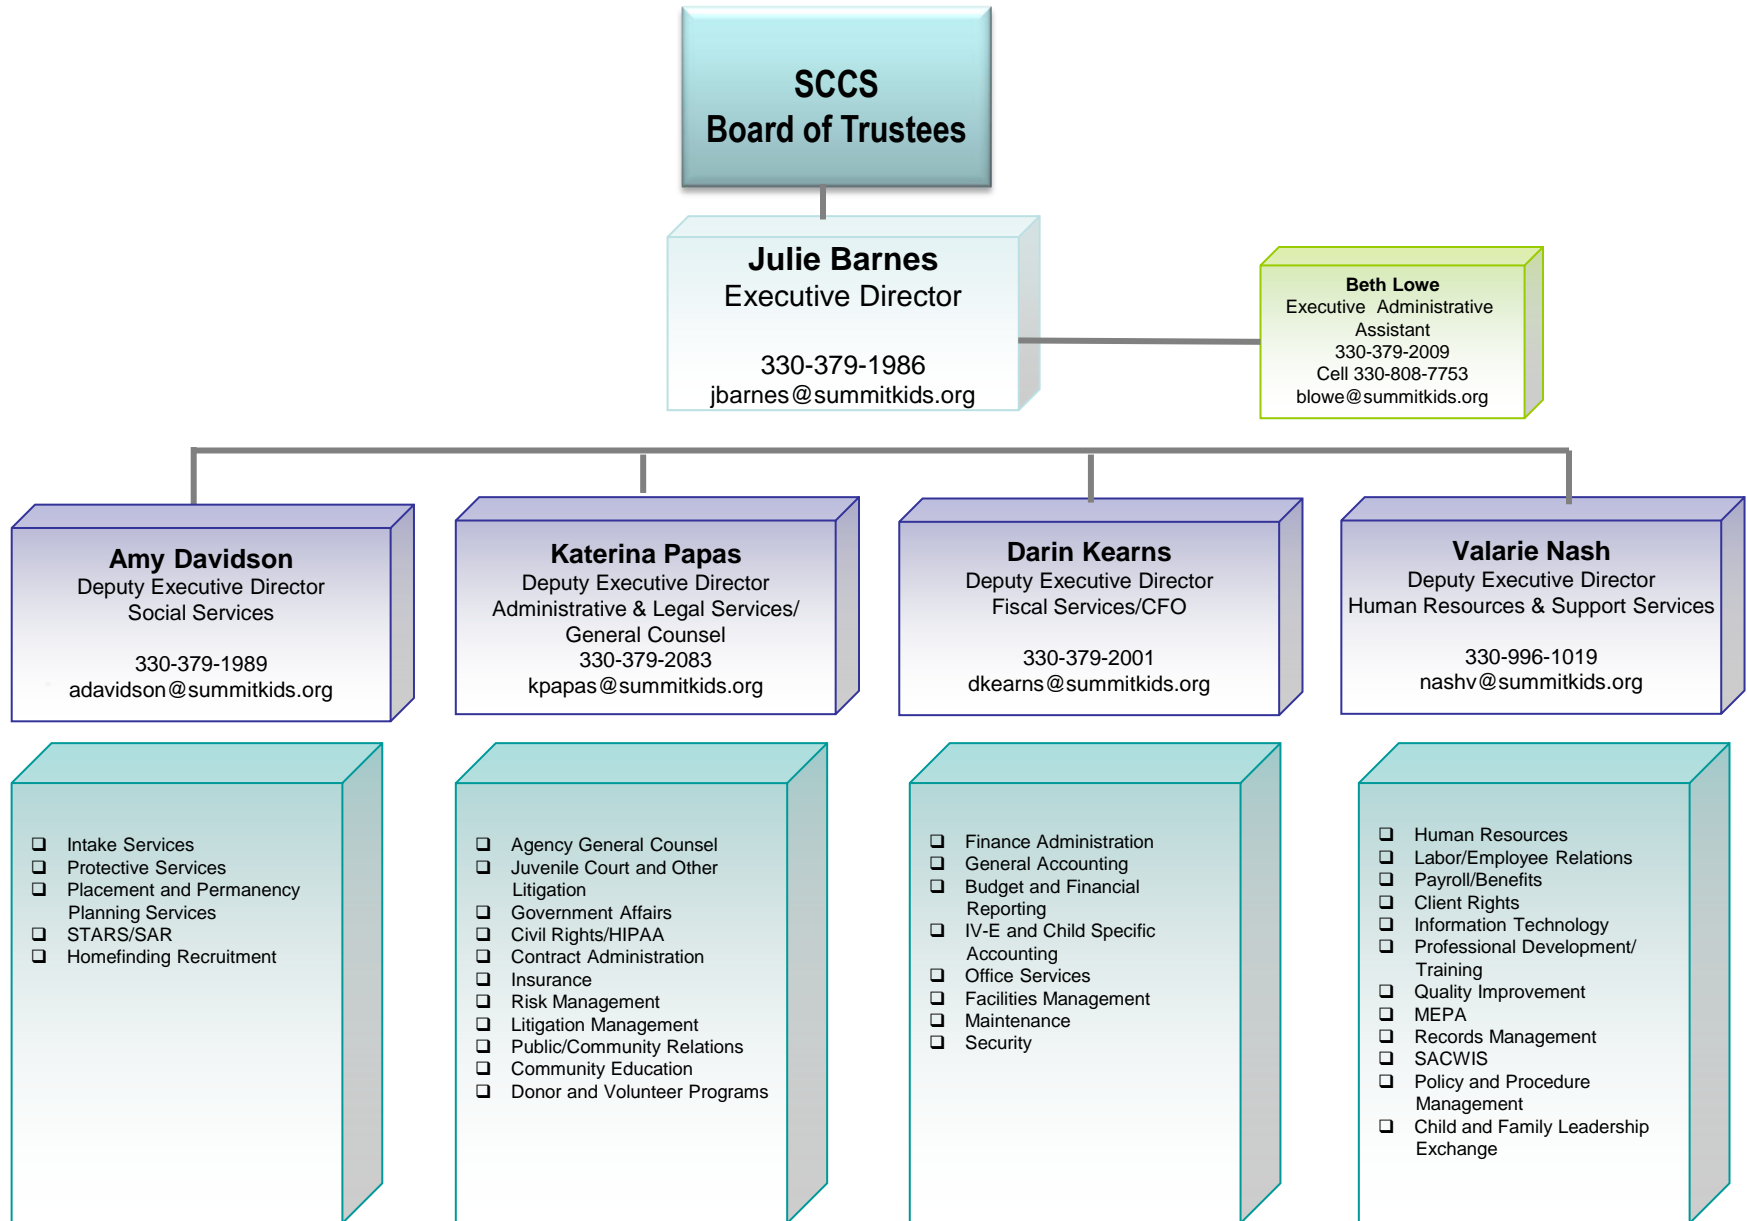 SCCS
Board of Trustees
Julie Barnes
Executive Director
330-379-1986
jbarnes@summitkids.org
Beth Lowe
Executive Administrative
Assistant
330-379-2009
Cell 330-808-7753
blowe@summitkids.org
Amy Davidson
Deputy Executive Director
Social Services
330-379-1989
adavidson@summitkids.org
Katerina Papas
Deputy Executive Director
Administrative & Legal Services/
General Counsel
330-379-2083
kpapas@summitkids.org
Darin Kearns
Deputy Executive Director
Fiscal Services/CFO
330-379-2001
dkearns@summitkids.org
Valarie Nash
Deputy Executive Director
Human Resources & Support Services
330-996-1019
nashv@summitkids.org
❑ Intake Services
❑ Protective Services
❑ Placement and Permanency
Planning Services
❑ STARS/SAR
❑ Homefinding Recruitment
❑ Agency General Counsel
❑ Juvenile Court and Other
Litigation
❑ Government Affairs
❑ Civil Rights/HIPAA
❑ Contract Administration
❑ Insurance
❑ Risk Management
❑ Litigation Management
❑ Public/Community Relations
❑ Community Education
❑ Donor and Volunteer Programs
❑ Finance Administration
❑ General Accounting
❑ Budget and Financial
Reporting
❑ IV-E and Child Specific
Accounting
❑ Office Services
❑ Facilities Management
❑ Maintenance
❑ Security
❑ Human Resources
❑ Labor/Employee Relations
❑ Payroll/Benefits
❑ Client Rights
❑ Information Technology
❑ Professional Development/
Training
❑ Quality Improvement
❑ MEPA
❑ Records Management
❑ SACWIS
❑ Policy and Procedure
Management
❑ Child and Family Leadership
Exchange